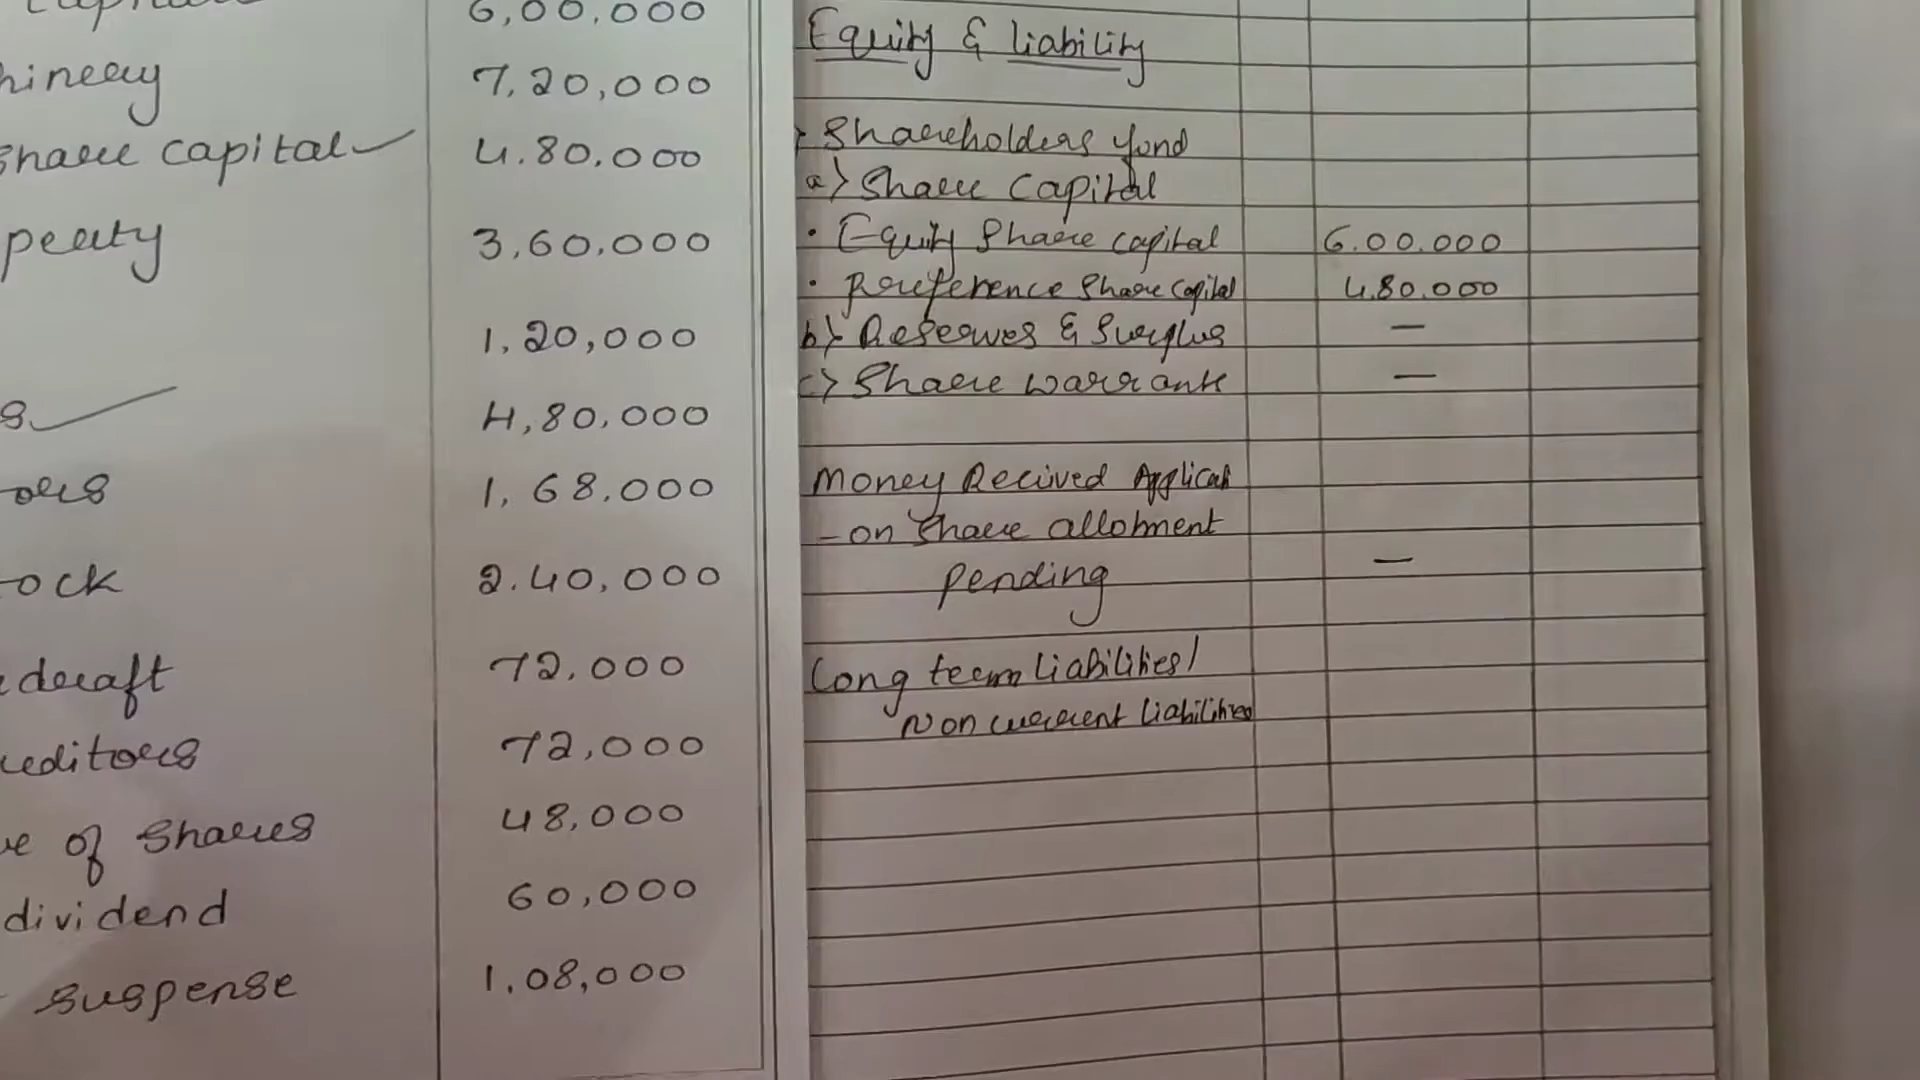 6,00,000
hinery 7,20,000
share capital 4.80.000
perty 3,60,000
1,20,000
s 4,80,000
ors 1,68.000
ock 2.40,000
draft 72.000
reditors 72,000
ue of Shares 48,000
dividend 60,000
suspense 1,08,000
Equity & liability
Shareholders fond
a) Share Capital
• Equity Share capital 6.00.000
• Preference Share Capital 4.80.000
b) Reserves & Surplus —
c) Share warrants —
Money Recived Applicat
-on Share allotment
pending —
Long term Liabilities/
Non current Liabilities